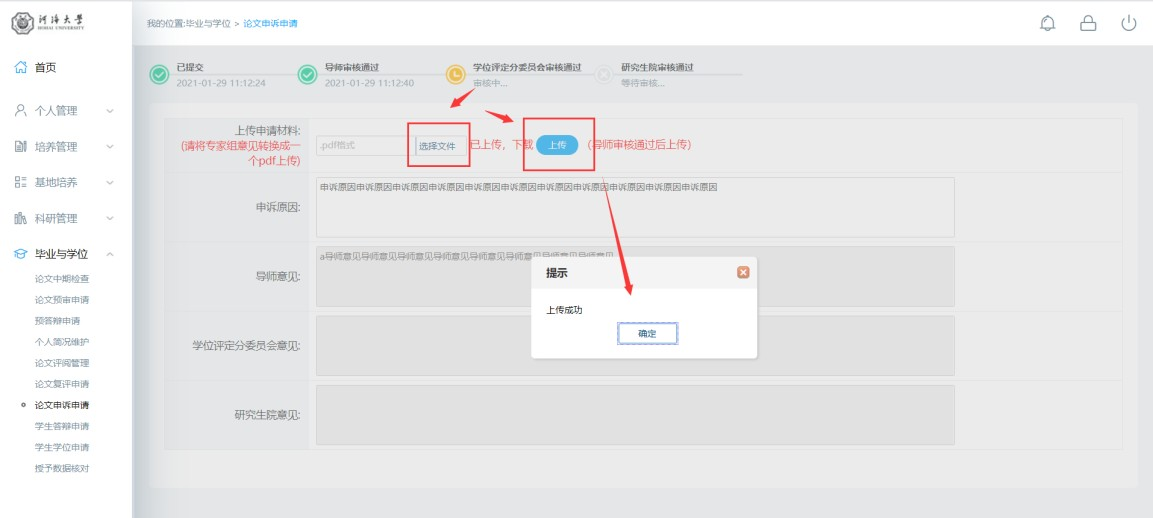 河海大学
HOHAI UNIVERSITY
我的位置:毕业与学位 > 论文申诉申请
首页
个人管理
培养管理
基地培养
科研管理
毕业与学位
论文中期检查
论文预审申请
预答辩申请
个人简况维护
论文评阅管理
论文复评申请
论文申诉申请
学生答辩申请
学生学位申请
授予数据核对
已提交
2021-01-29 11:12:24
导师审核通过
2021-01-29 11:12:40
学位评定分委员会审核通过
审核中...
研究生院审核通过
等待审核...
上传申请材料:
(请将专家组意见转换成一
个pdf上传)
.pdf格式
选择文件
已上传，下载
上传
(导师审核通过后上传)
申诉原因:
申诉原因申诉原因申诉原因申诉原因申诉原因申诉原因申诉原因申诉原因申诉原因申诉原因申诉原因
导师意见:
a导师意见导师意见导师意见导师意见导师意见导师意见导师意见导师意见
学位评定分委员会意见:
研究生院意见:
提示
上传成功
确定